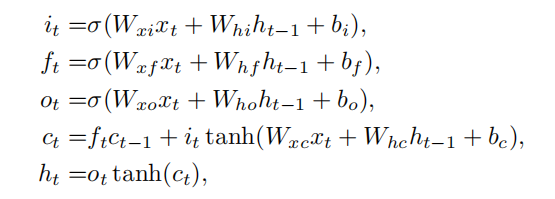 i_t =σ(W_{xi}x_t + W_{hi}h_{t−1} + b_i),
f_t =σ(W_{xf}x_t + W_{hf}h_{t−1} + b_f),
o_t =σ(W_{xo}x_t + W_{ho}h_{t−1} + b_o),
c_t =f_tc_{t−1} + i_t tanh(W_{xc}x_t + W_{hc}h_{t−1} + b_c),
h_t =o_t tanh(c_t),